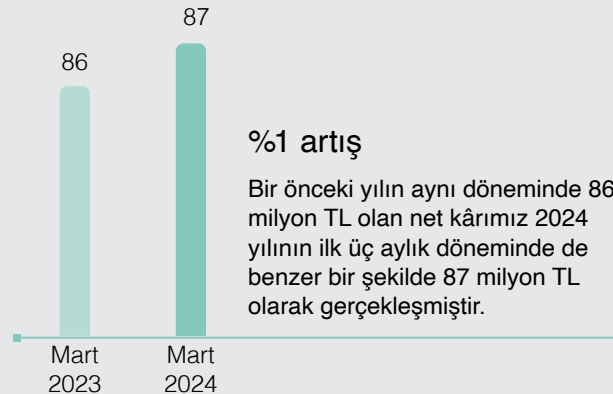 87
86
%1 artış
Bir önceki yılın aynı döneminde 86
milyon TL olan net kârımız 2024
yılının ilk üç aylık döneminde de
benzer bir şekilde 87 milyon TL
olarak gerçekleşmiştir.
Mart
2023
Mart
2024